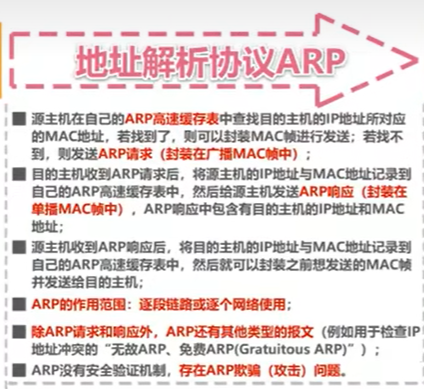 地址解析协议ARP
■ 源主机在自己的ARP高速缓存表中查找目的主机的IP地址所对应
的MAC地址，若找到了，则可以封装MAC帧进行发送；若找不
到，则发送ARP请求（封装在广播MAC帧中）；
■ 目的主机收到ARP请求后，将源主机的IP地址与MAC地址记录到
自己的ARP高速缓存表中，然后给源主机发送ARP响应（封装在
单播MAC帧中），ARP响应中包含有目的主机的IP地址和MAC
地址；
■ 源主机收到ARP响应后，将目的主机的IP地址与MAC地址记录到
自己的ARP高速缓存表中，然后就可以封装之前想发送的MAC帧
并发送给目的主机；
■ ARP的作用范围：逐段链路或逐个网络使用；
■ 除ARP请求和响应外，ARP还有其他类型的报文（例如用于检查IP
地址冲突的“无故ARP、免费ARP(Gratuitous ARP)”）；
■ ARP没有安全验证机制，存在ARP欺骗（攻击）问题。